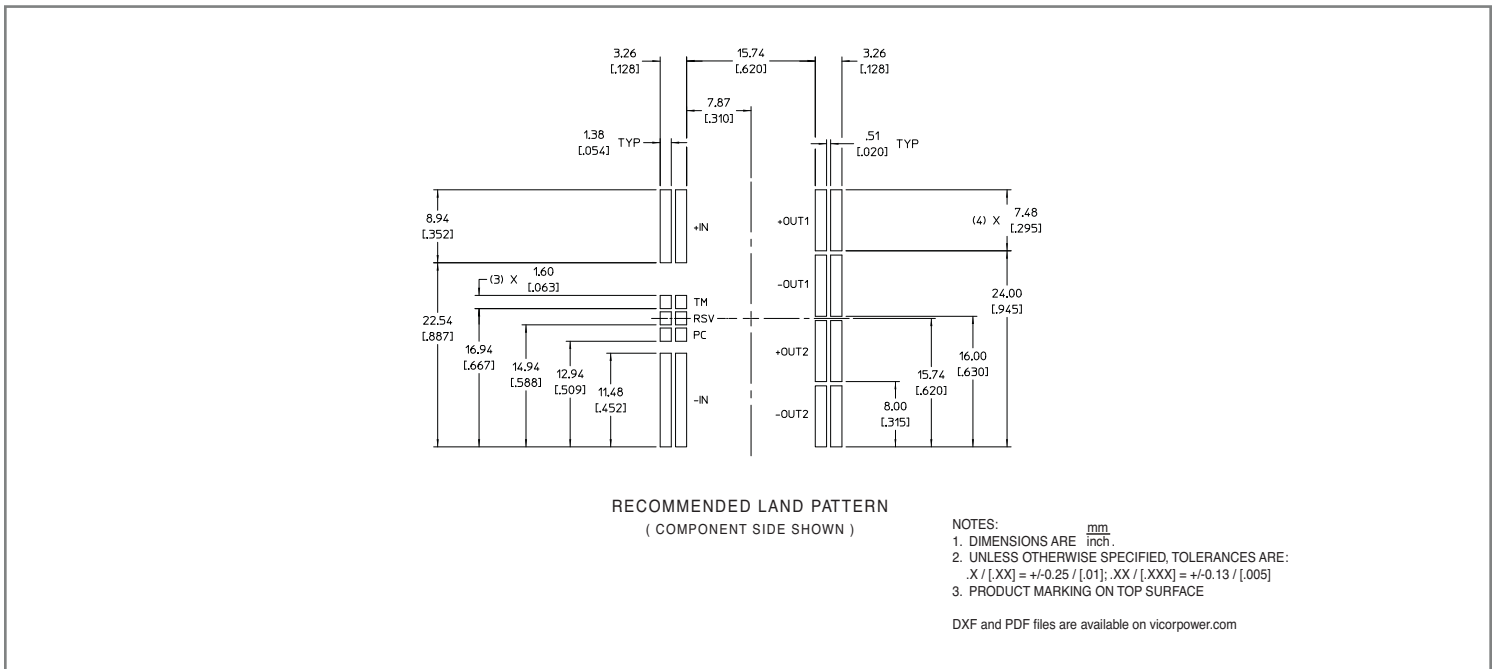 3.26
[.128]
15.74
[.620]
3.26
[.128]
7.87
[.310]
1.38
[.054]
TYP
.51
[.020]
TYP
8.94
[.352]
+IN
+OUT1
(4) X
7.48
[.295]
(3) X
1.60
[.063]
-OUT1
TM
RSV
PC
24.00
[.945]
22.54
[.887]
16.94
[.667]
14.94
[.588]
12.94
[.509]
11.48
[.452]
+OUT2
16.00
[.630]
15.74
[.620]
-IN
-OUT2
8.00
[.315]
RECOMMENDED LAND PATTERN
( COMPONENT SIDE SHOWN )
NOTES:
1. DIMENSIONS ARE mm
inch.
2. UNLESS OTHERWISE SPECIFIED, TOLERANCES ARE:
.X / [.XX] = +/-0.25 / [.01]; .XX / [.XXX] = +/-0.13 / [.005]
3. PRODUCT MARKING ON TOP SURFACE
DXF and PDF files are available on vicorpower.com